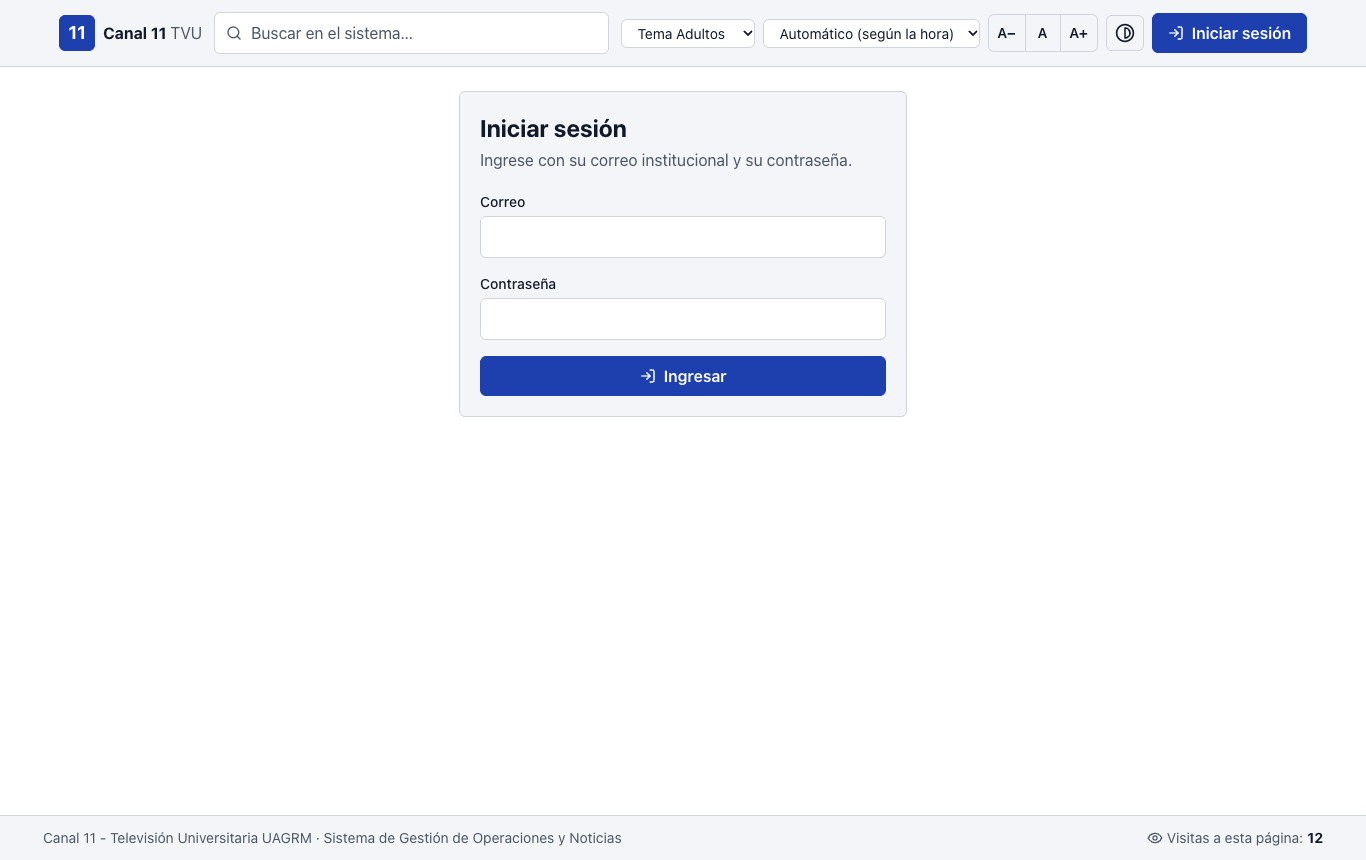 11 Canal 11 TVU Buscar en el sistema... Tema Adultos Automático (según la hora) A− A A+ Iniciar sesión
Iniciar sesión
Ingrese con su correo institucional y su contraseña.
Correo
Contraseña
Ingresar
Canal 11 - Televisión Universitaria UAGRM · Sistema de Gestión de Operaciones y Noticias Visitas a esta página: 12